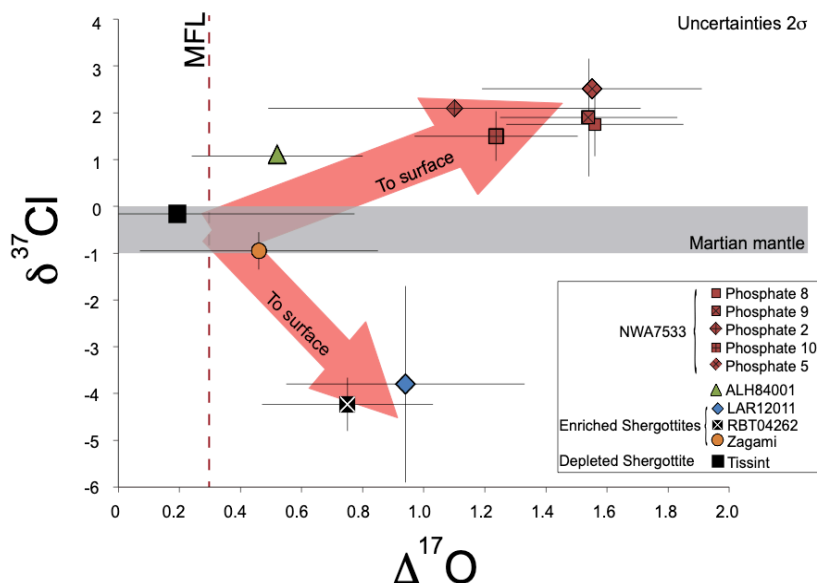 Uncertainties 2σ
MFL
4
3
2
1
0
-1
-2
-3
-4
-5
-6
δ37Cl
To surface
To surface
Martian mantle
NWA7533
Phosphate 8
Phosphate 9
Phosphate 2
Phosphate 10
Phosphate 5
ALH84001
Enriched Shergottites
LAR12011
RBT04262
Zagami
Depleted Shergottite
Tissint
0 0.2 0.4 0.6 0.8 1.0 1.2 1.4 1.6 1.8 2.0
Δ17O